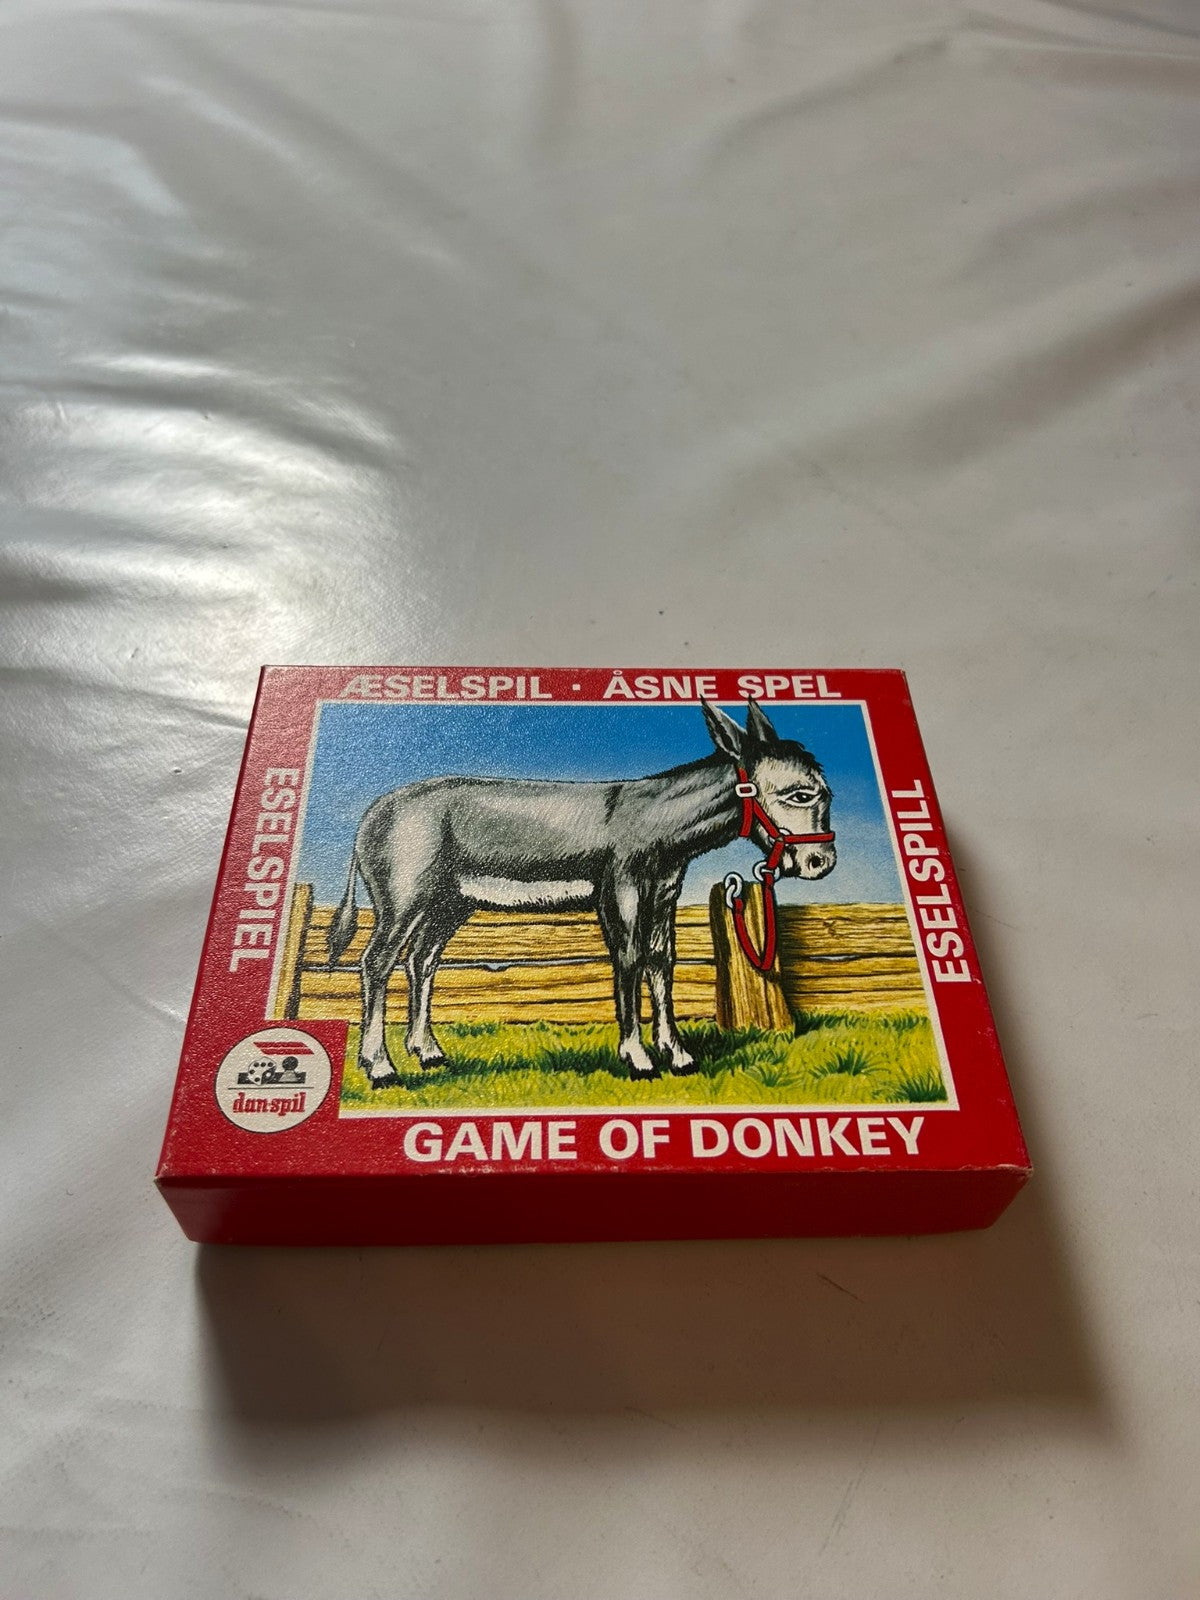 ÆSELSPIL · ÅSNE SPEL
ESELSPIEL
ESELSPILL
dan-spil
GAME OF DONKEY